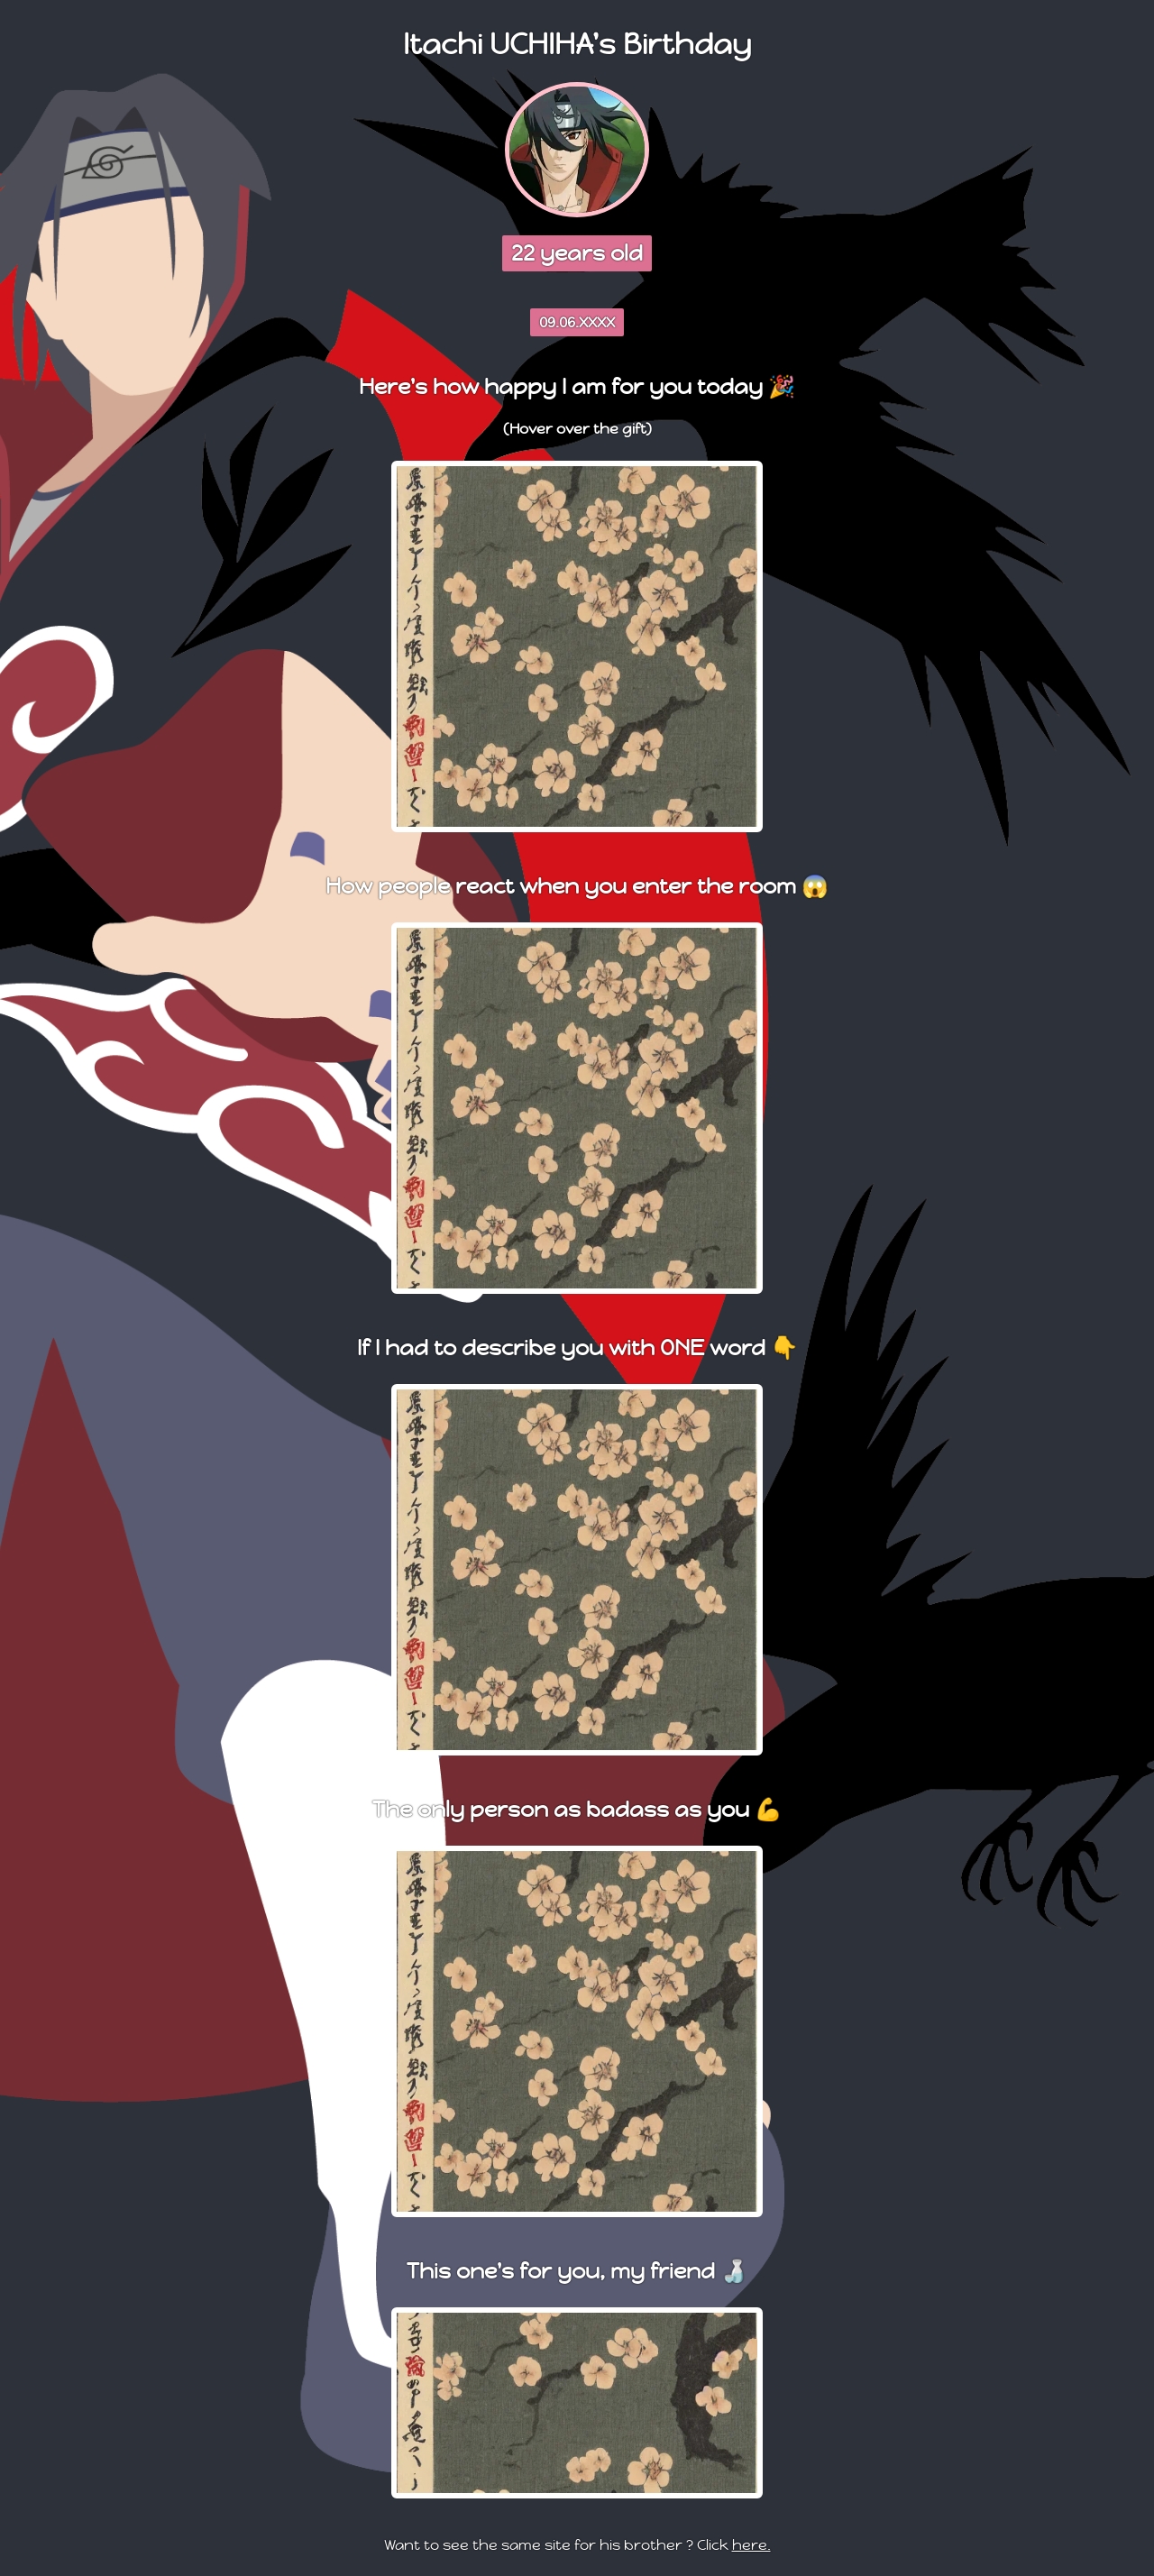 Itachi UCHIHA's Birthday
22 years old
09.06.XXXX
Here's how happy I am for you today 🎉
(Hover over the gift)
How people react when you enter the room 😱
If I had to describe you with ONE word 👇
The only person as badass as you 💪
This one's for you, my friend 🍶
Want to see the same site for his brother ? Click here.